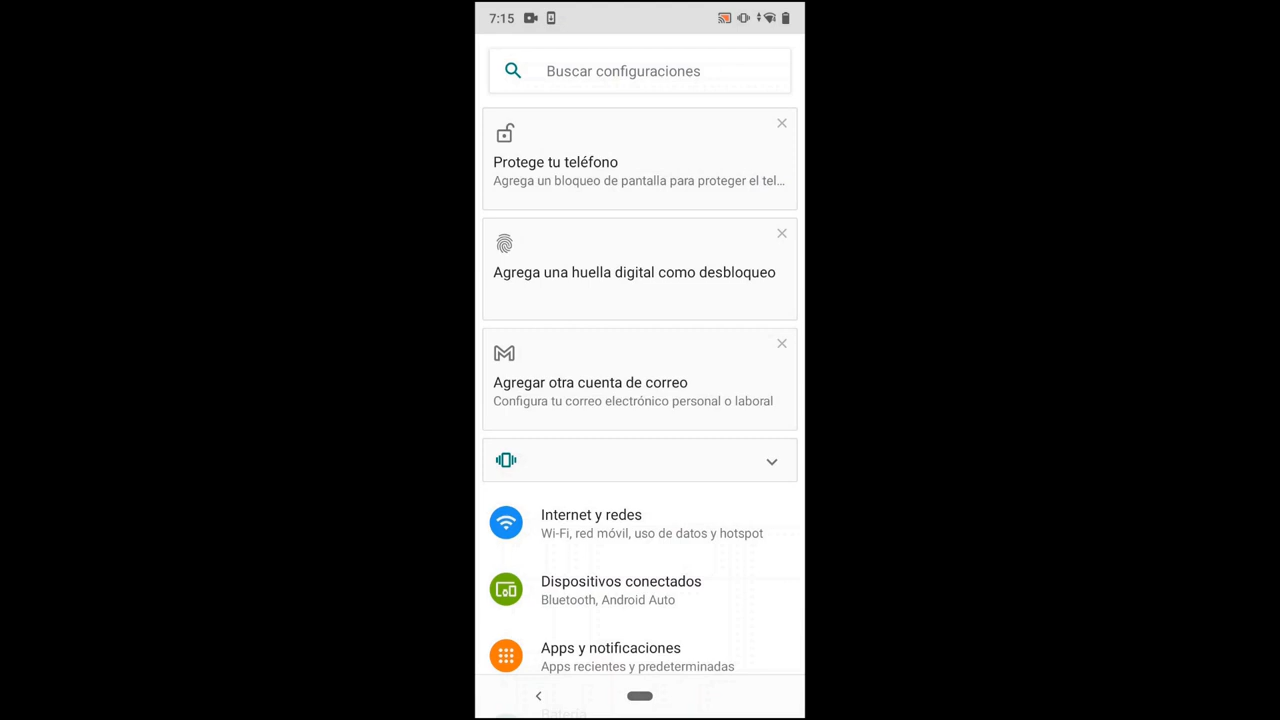 7:15
Buscar configuraciones
Protege tu teléfono
Agrega un bloqueo de pantalla para proteger el tel...
Agrega una huella digital como desbloqueo
Agregar otra cuenta de correo
Configura tu correo electrónico personal o laboral
Internet y redes
Wi-Fi, red móvil, uso de datos y hotspot
Dispositivos conectados
Bluetooth, Android Auto
Apps y notificaciones
Apps recientes y predeterminadas
Batería